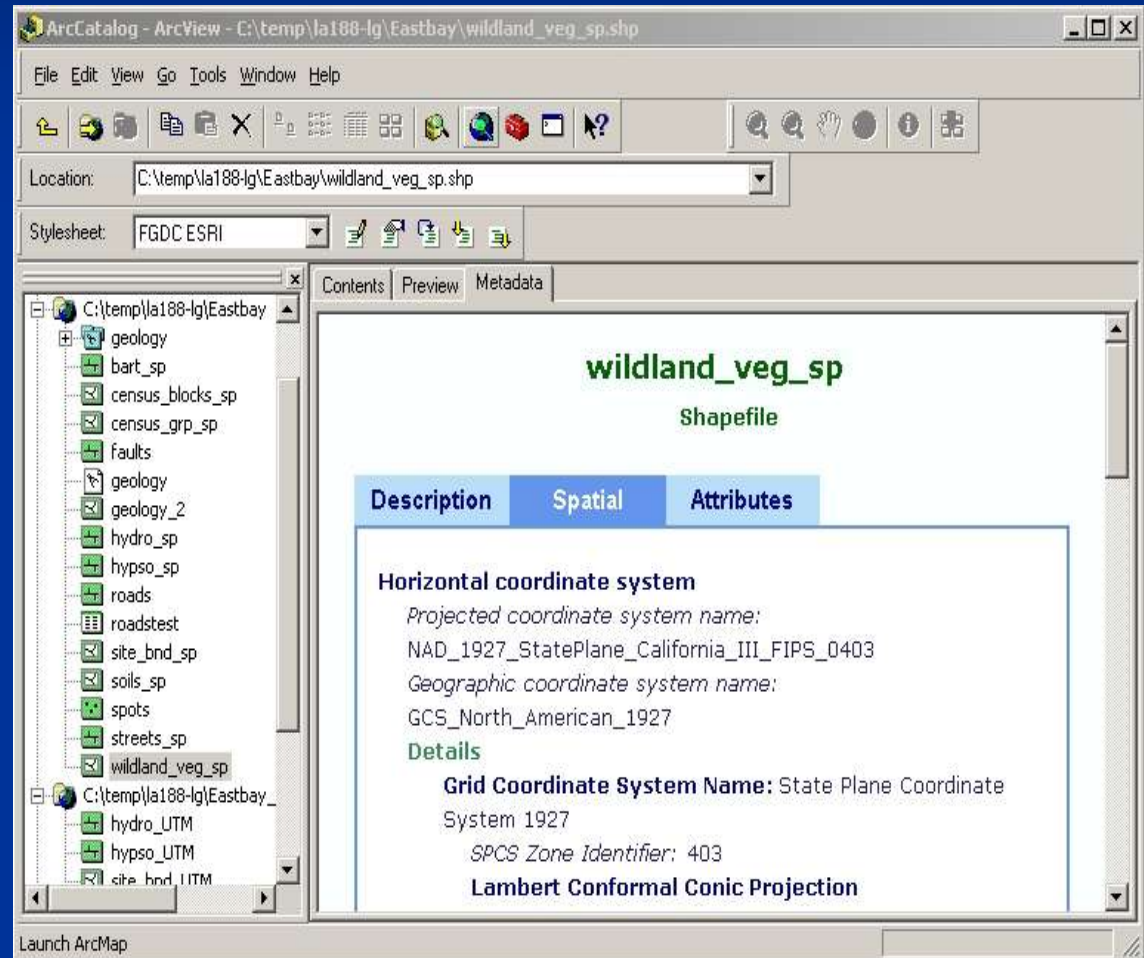 ArcCatalog - ArcView - C:\temp\la188-lg\Eastbay\wildland_veg_sp.shp
File Edit View Go Tools Window Help
Location: C:\temp\la188-lg\Eastbay\wildland_veg_sp.shp
Stylesheet: FGDC ESRI
C:\temp\la188-lg\Eastbay
geology
bart_sp
census_blocks_sp
census_grp_sp
faults
geology
geology_2
hydro_sp
hypso_sp
roads
roadstest
site_bnd_sp
soils_sp
spots
streets_sp
wildland_veg_sp
C:\temp\la188-lg\Eastbay_
hydro_UTM
hypso_UTM
site_bnd_UTM
Contents Preview Metadata
wildland_veg_sp
Shapefile
Description Spatial Attributes
Horizontal coordinate system
Projected coordinate system name:
NAD_1927_StatePlane_California_III_FIPS_0403
Geographic coordinate system name:
GCS_North_American_1927
Details
Grid Coordinate System Name: State Plane Coordinate
System 1927
SPCS Zone Identifier: 403
Lambert Conformal Conic Projection
Launch ArcMap